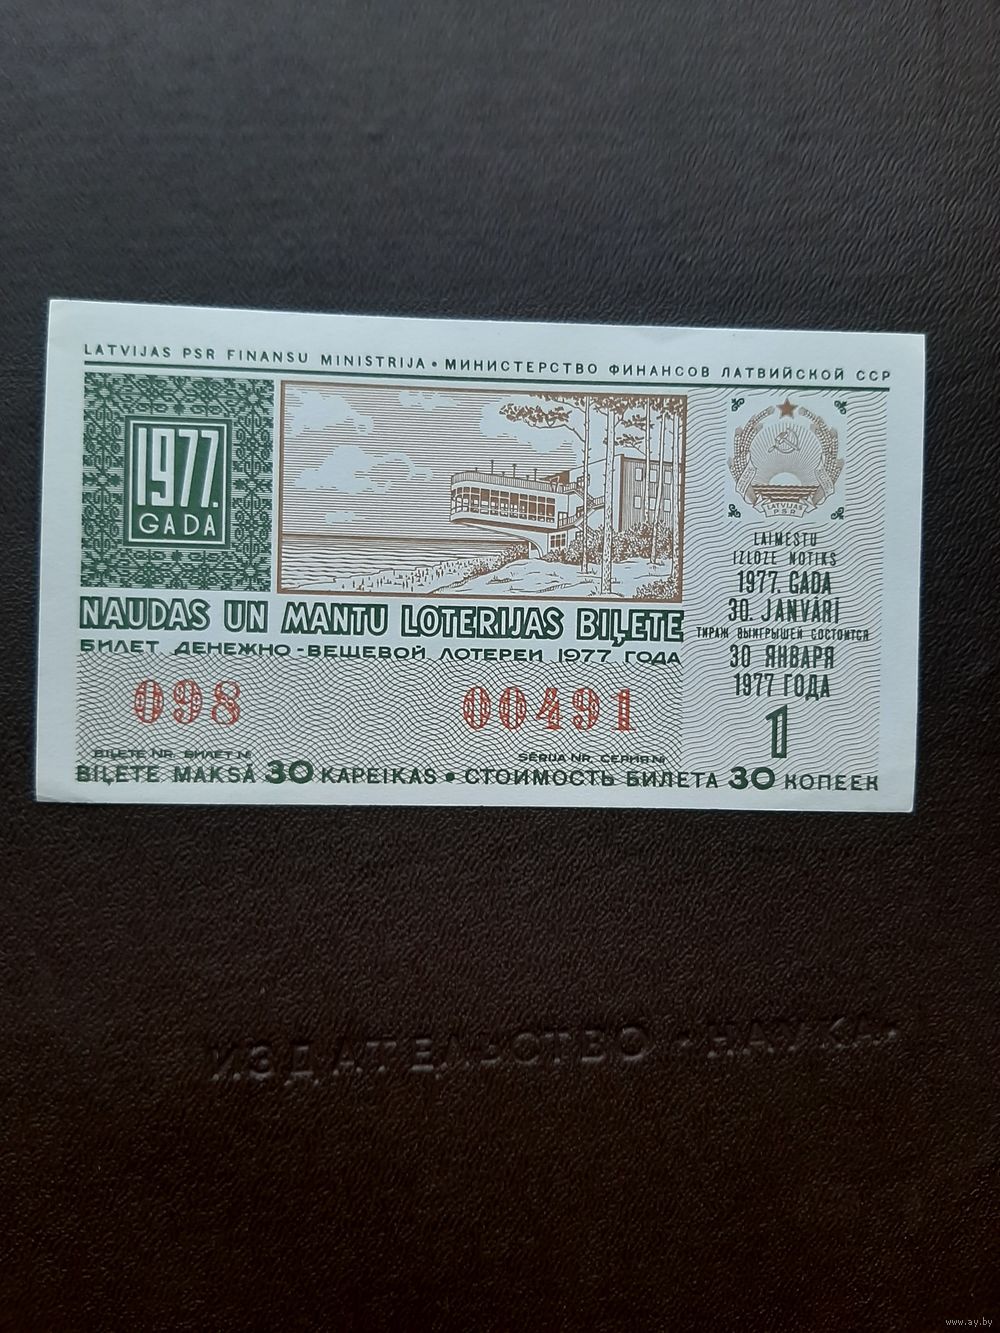 LATVIJAS PSR FINANSU MINISTRIJA • МИНИСТЕРСТВО ФИНАНСОВ ЛАТВИЙСКОЙ ССР
1977.
GADA
LATVIJAS
PSR
LAIMESTU
IZLOZE NOTIKS
1977. GADA
30. JANVĀRĪ
ТИРАЖ ВЫИГРЫШЕЙ СОСТОИТСЯ
30 ЯНВАРЯ
1977 ГОДА
1
NAUDAS UN MANTU LOTERIJAS BIĻETE
БИЛЕТ ДЕНЕЖНО-ВЕЩЕВОЙ ЛОТЕРЕИ 1977 ГОДА
098 00491
BIĻETE NR. БИЛЕТ № SĒRIJA NR. СЕРИЯ №
BIĻETE MAKSĀ 30 KAPEIKAS • СТОИМОСТЬ БИЛЕТА 30 КОПЕЕК
ИЗДАТЕЛЬСТВО «НАУКА»
www.ay.by